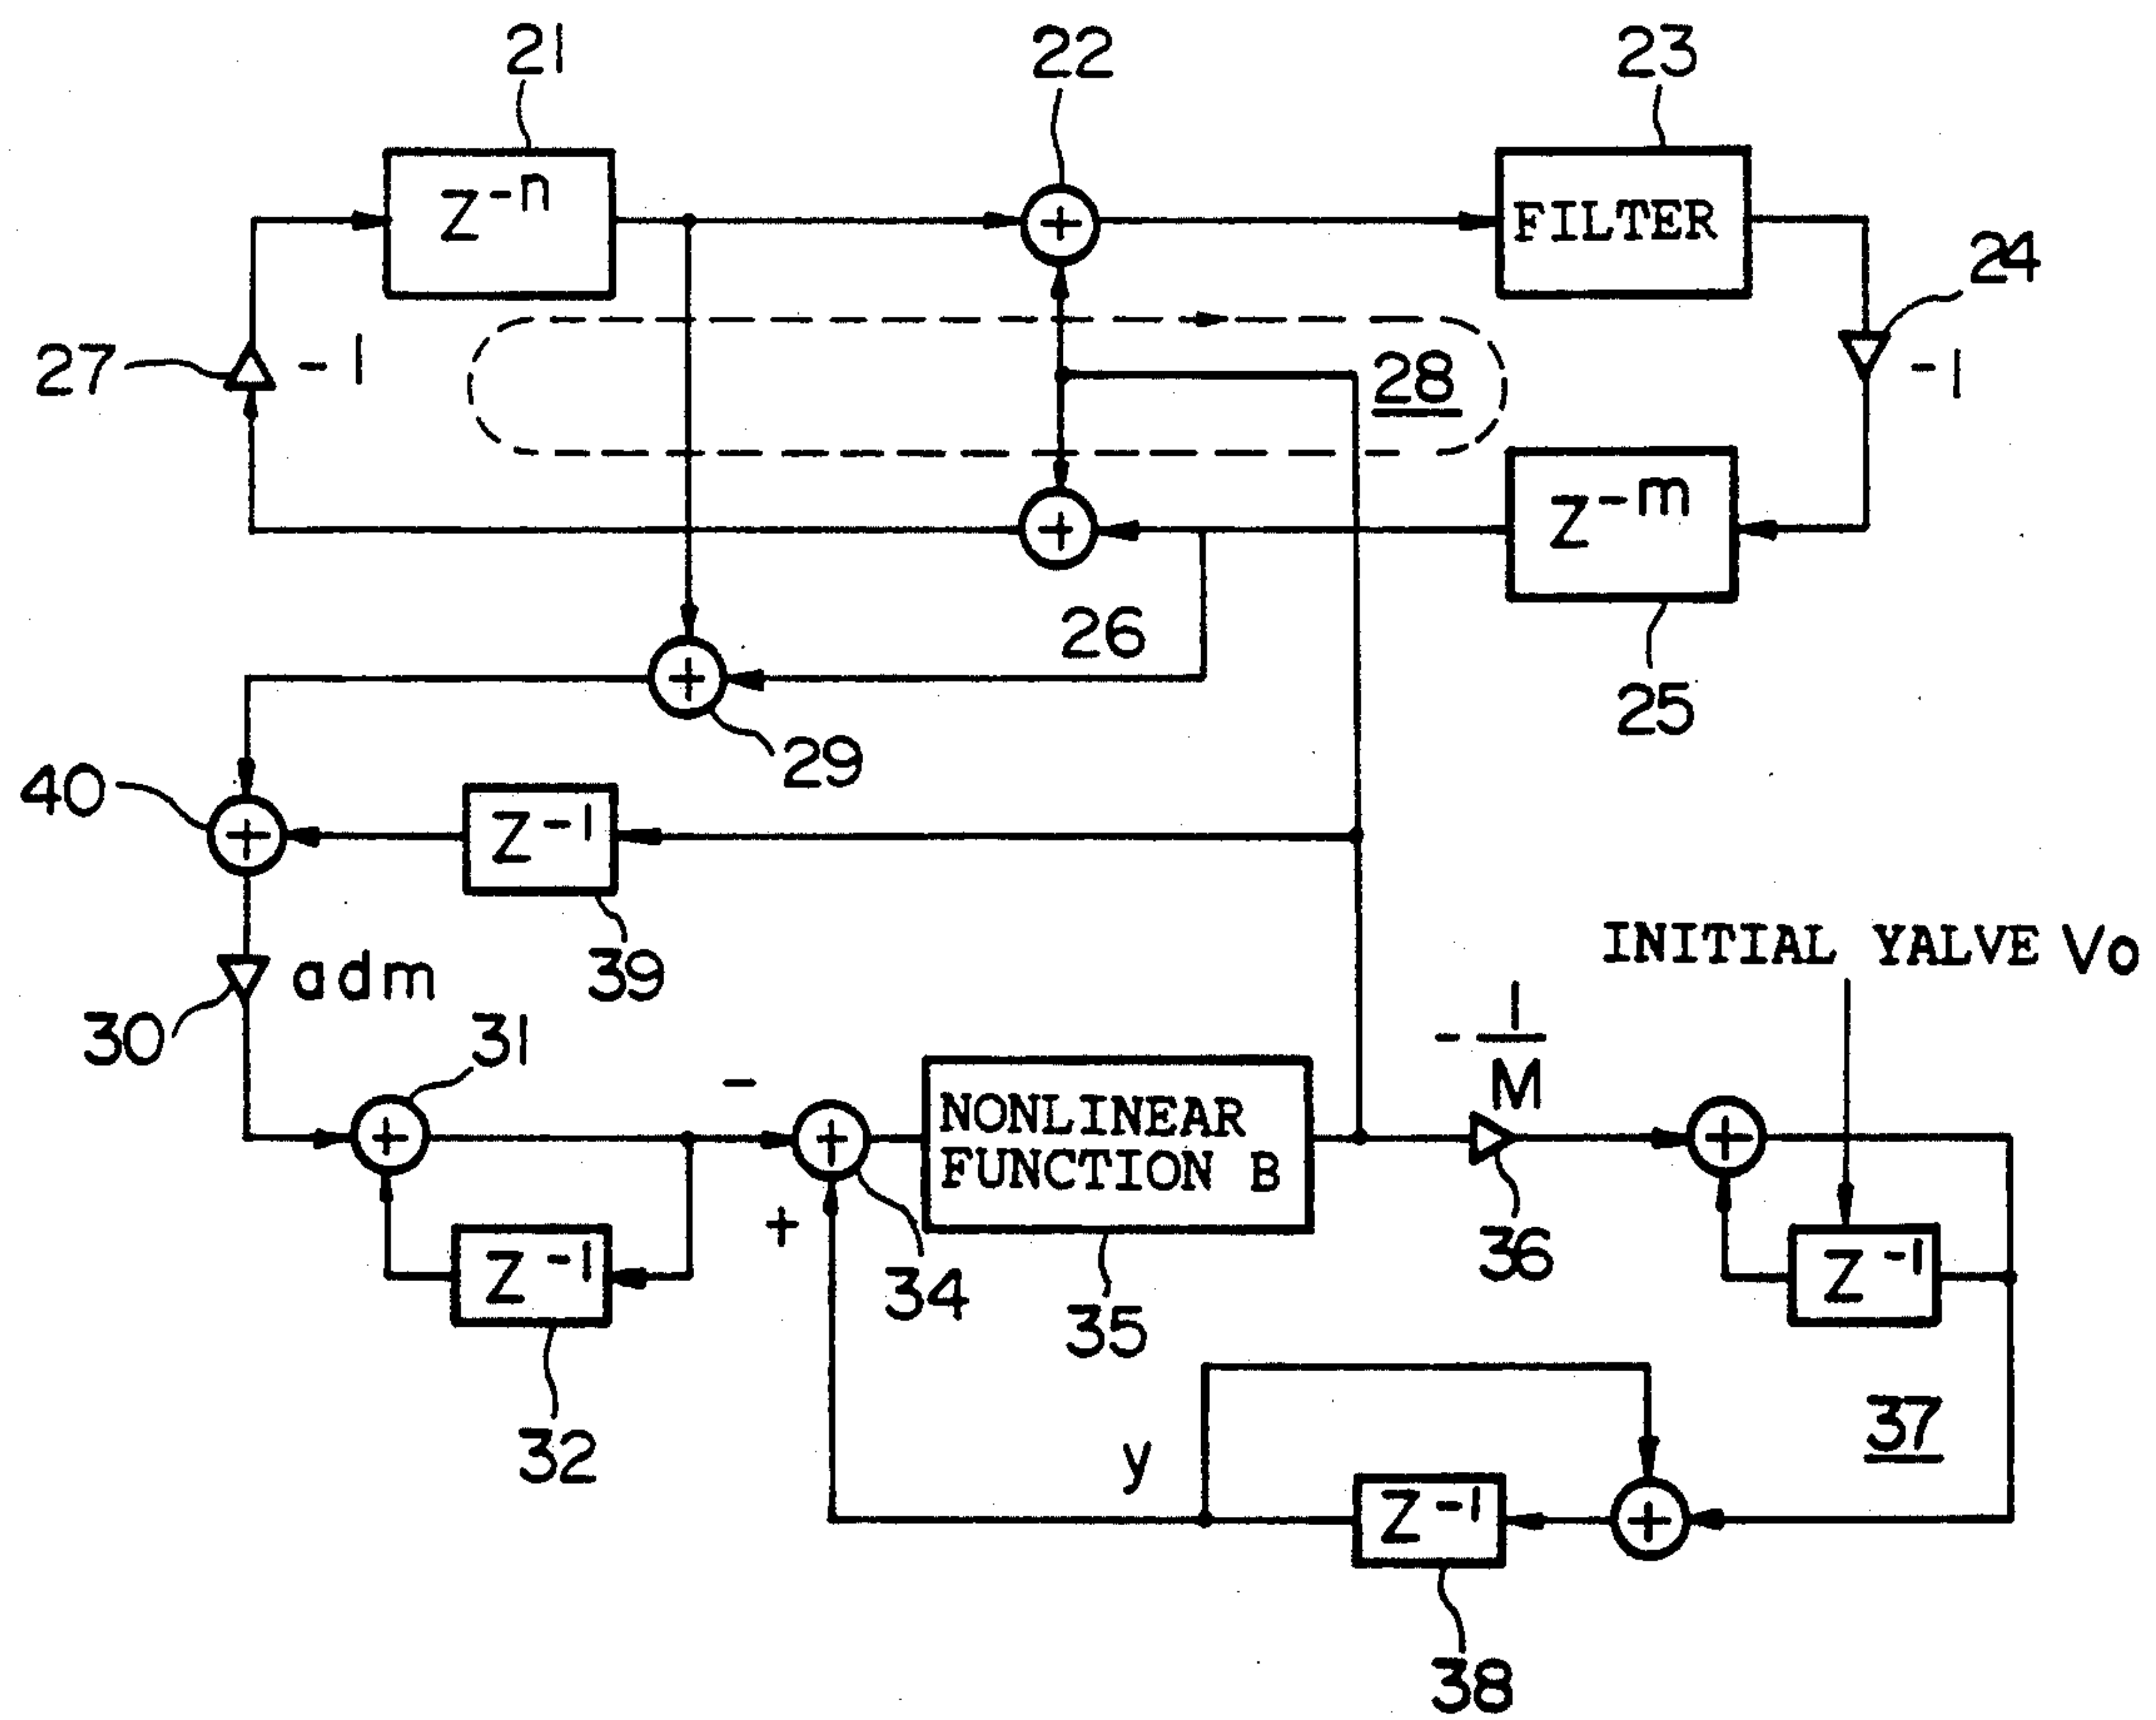 21
22
23
Z⁻ⁿ
FILTER
24
27
-1
28
-1
Z⁻ᵐ
26
25
29
40
Z⁻¹
39
INITIAL YALVE Vo
adm
30
31
-
- 1/M
NONLINEAR
FUNCTION B
+
Z⁻¹
34
35
36
Z⁻¹
32
y
37
Z⁻¹
38